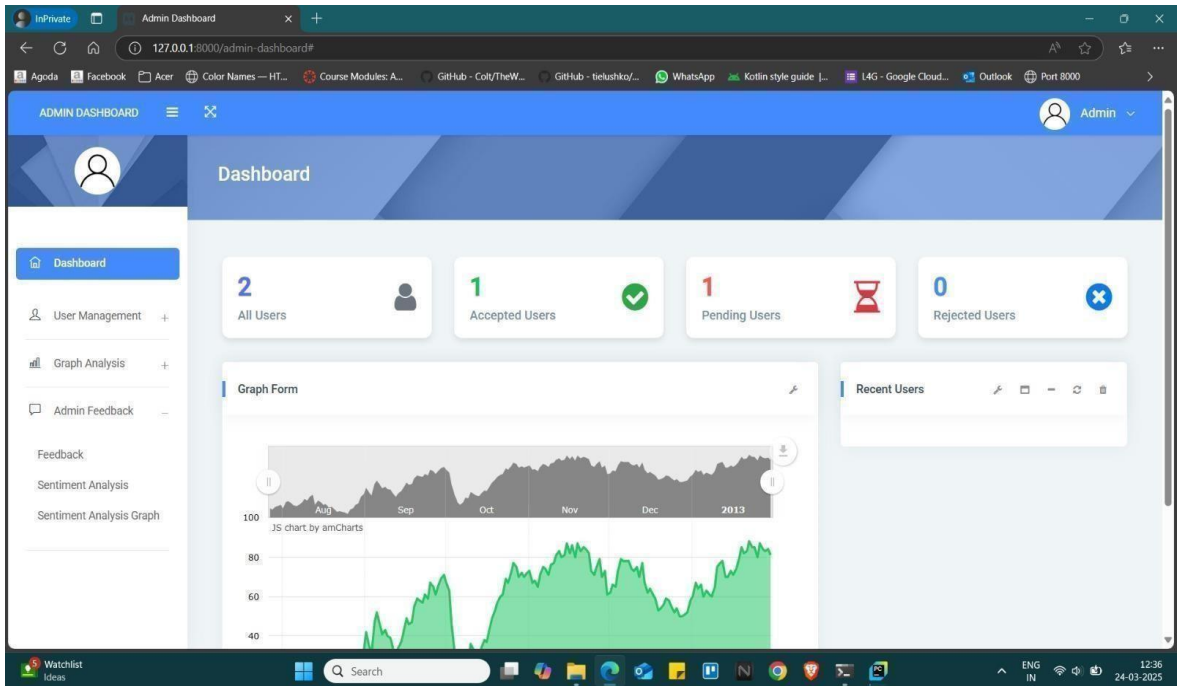 InPrivate
Admin Dashboard
127.0.0.1:8000/admin-dashboard#
Agoda Facebook Acer Color Names — HT... Course Modules: A... GitHub - Colt/TheW... GitHub - tielushko/... WhatsApp Kotlin style guide |... L4G - Google Cloud... Outlook Port 8000
ADMIN DASHBOARD
Admin
Dashboard
Dashboard
User Management
Graph Analysis
Admin Feedback
Feedback
Sentiment Analysis
Sentiment Analysis Graph
2
All Users
1
Accepted Users
1
Pending Users
0
Rejected Users
Graph Form
Recent Users
Aug Sep Oct Nov Dec 2013
JS chart by amCharts
100
80
60
40
5
Watchlist
Ideas
Search
ENG
IN
12:36
24-03-2025